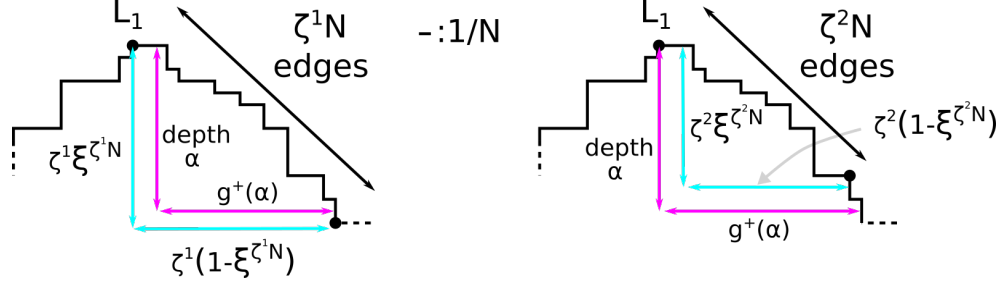 L₁
ζ¹N
edges
ζ¹ξ^ζ¹N
depth
α
g⁺(α)
ζ¹(1-ξ^ζ¹N)
-:1/N
L₁
ζ²N
edges
depth
α
ζ²ξ^ζ²N
ζ²(1-ξ^ζ²N)
g⁺(α)